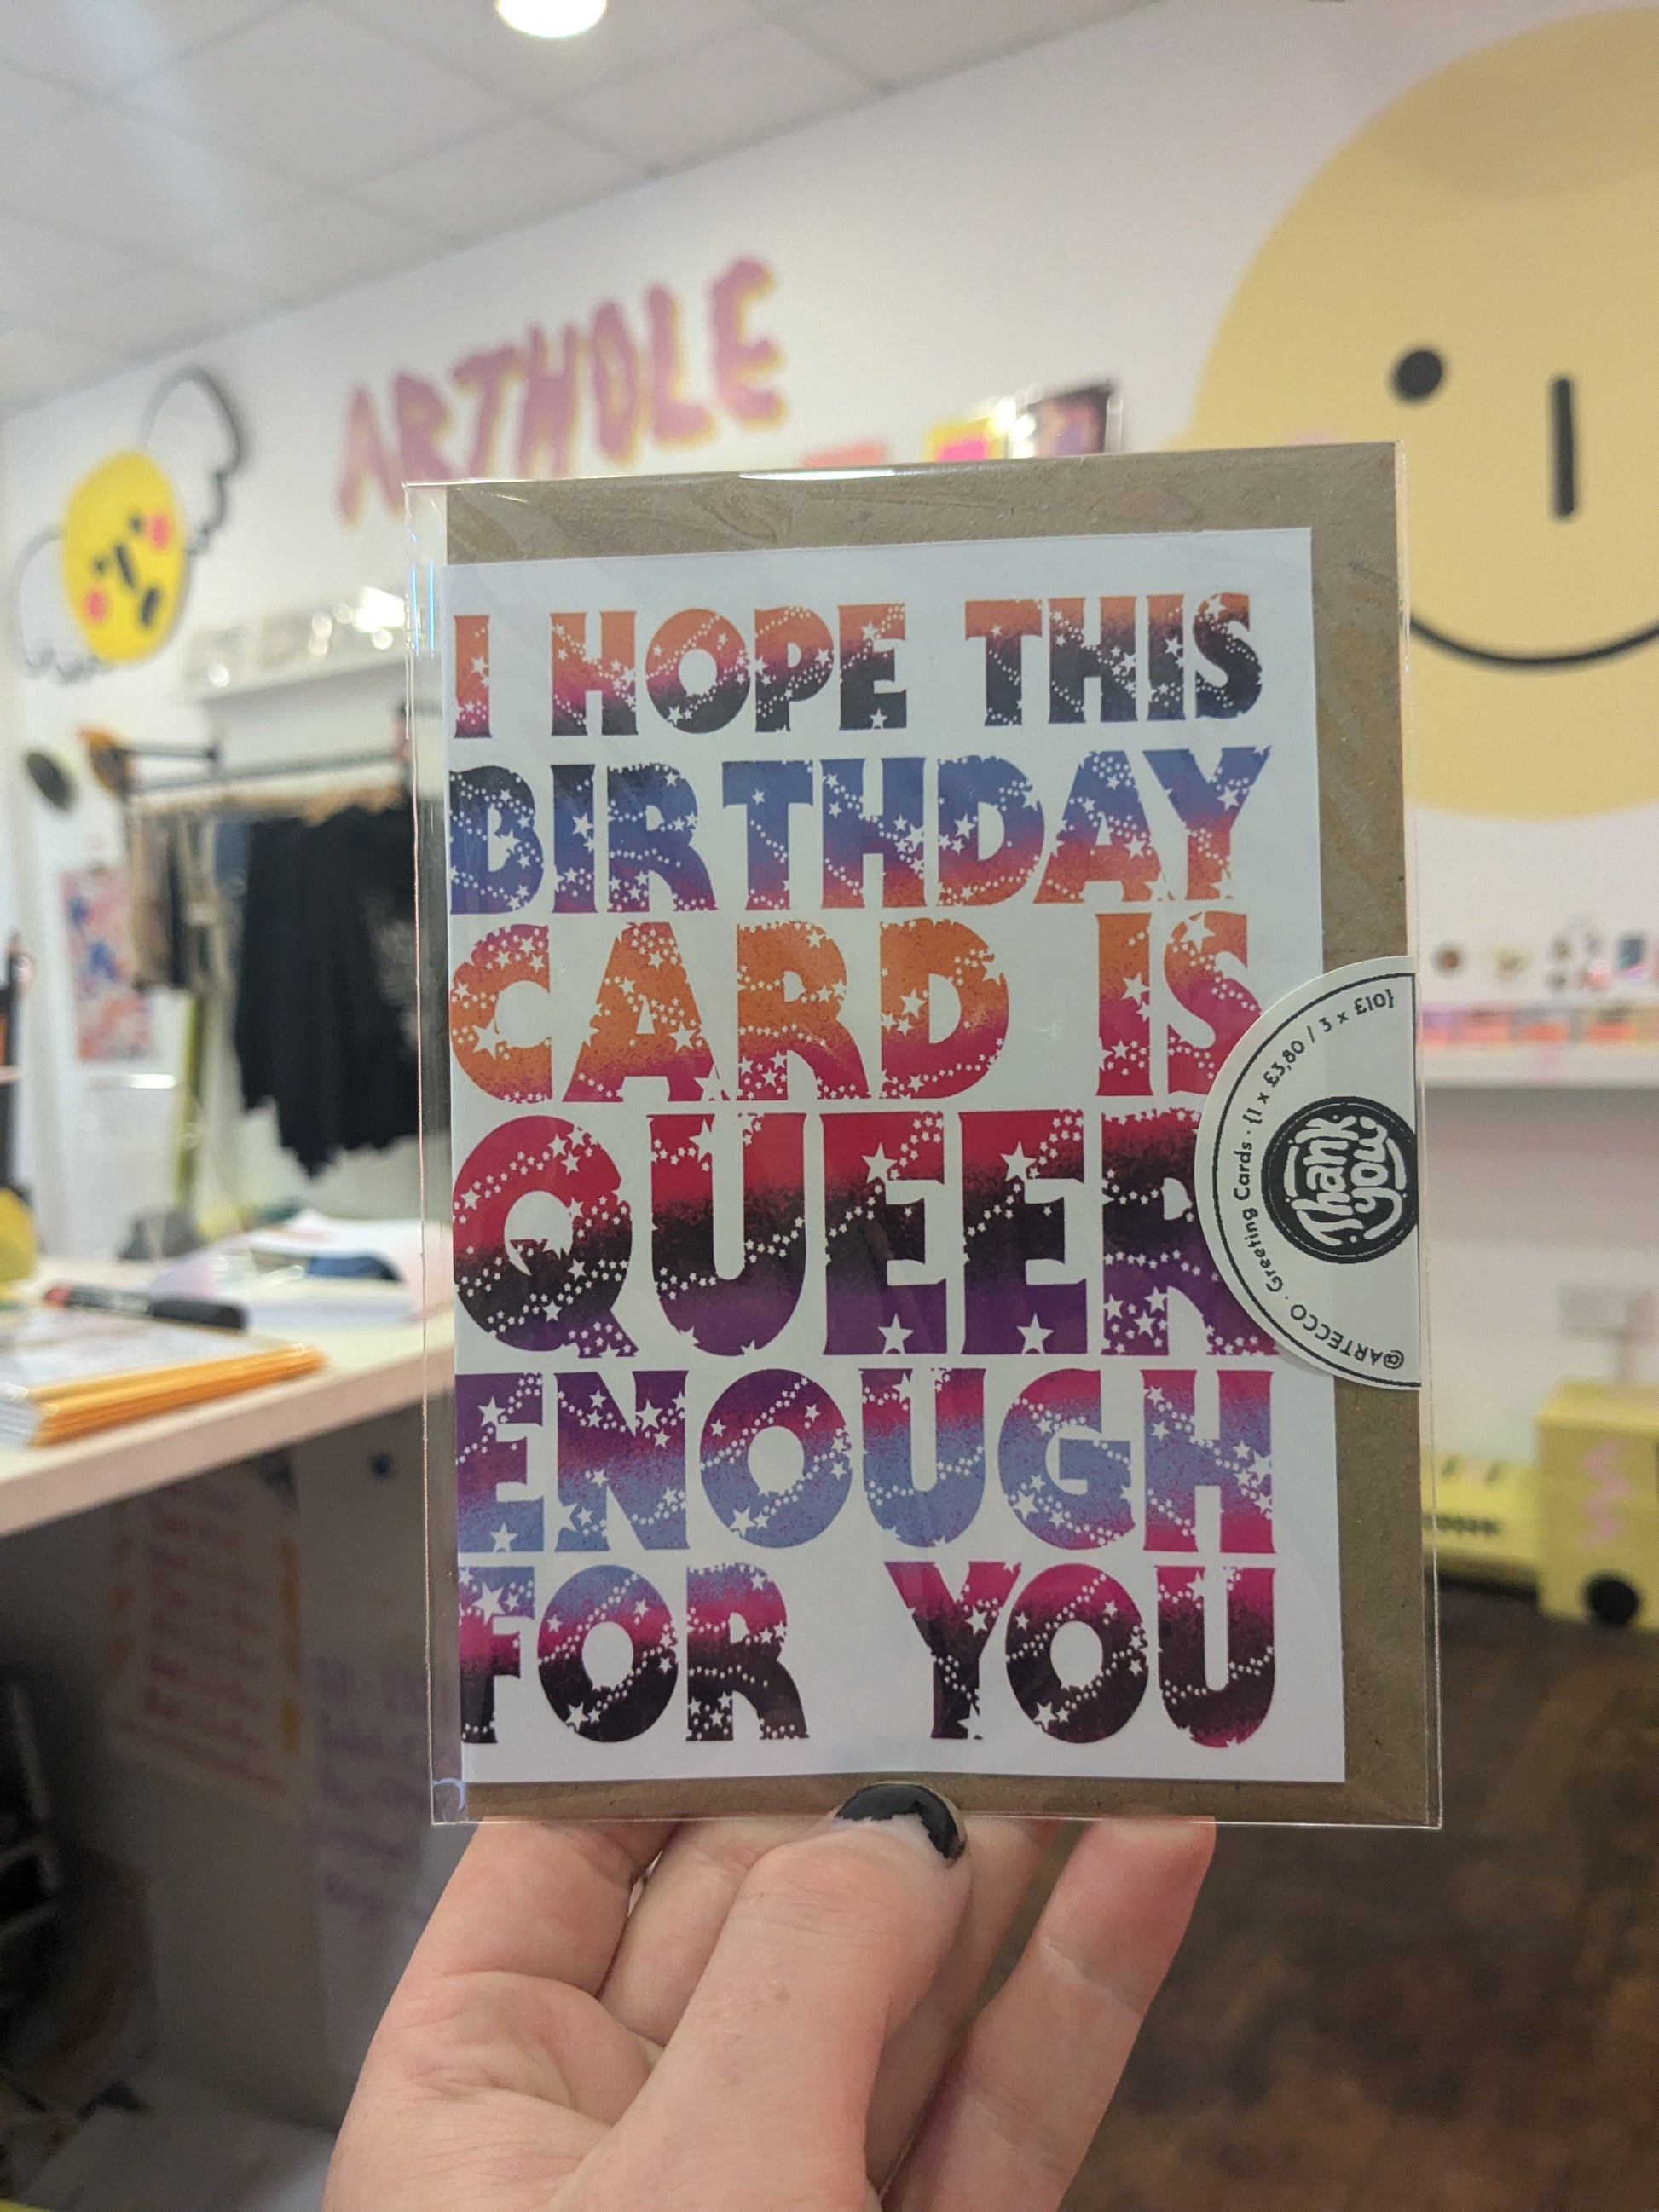 ARTHOLE
I HOPE THIS
BIRTHDAY
CARD IS
QUEER
ENOUGH
FOR YOU
@ARTECCO · Greeting Cards · {1 x £3,80 / 3 x £10}
Thank
you